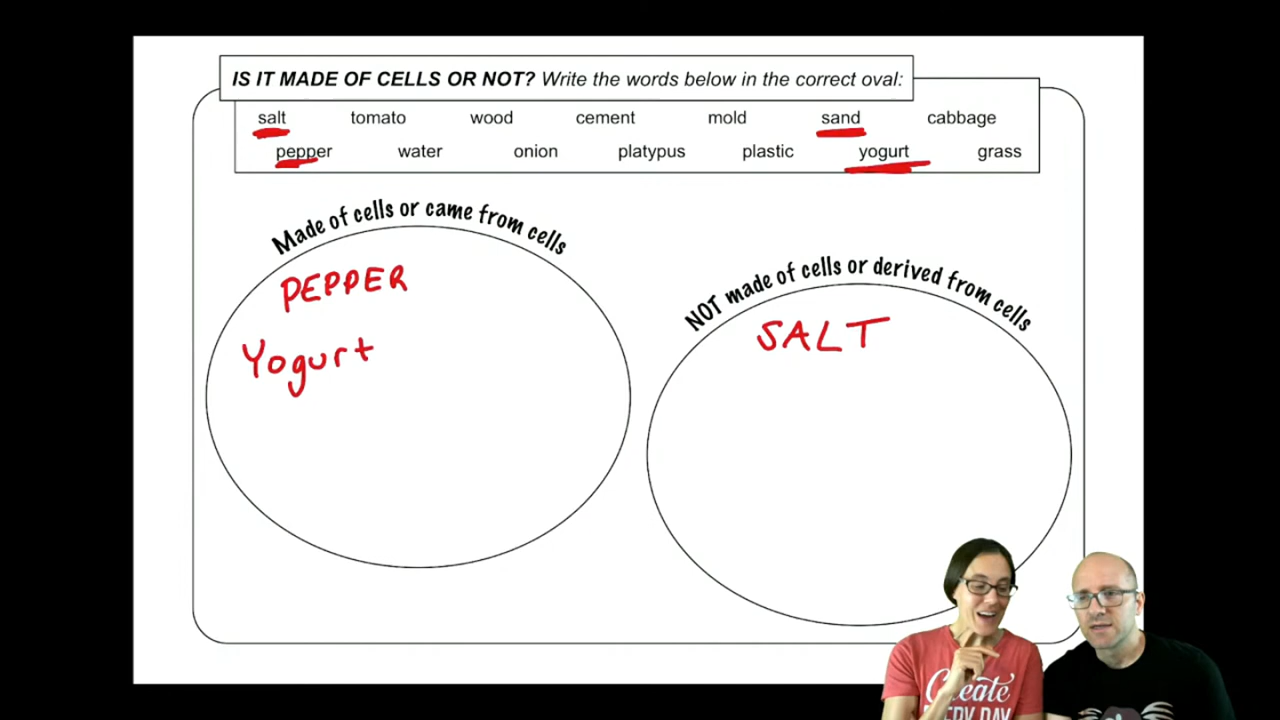 IS IT MADE OF CELLS OR NOT? Write the words below in the correct oval:
salt tomato wood cement mold sand cabbage
pepper water onion platypus plastic yogurt grass
Made of cells or came from cells
PEPPER
Yogurt
NOT made of cells or derived from cells
SALT
Create
EVERY DAY